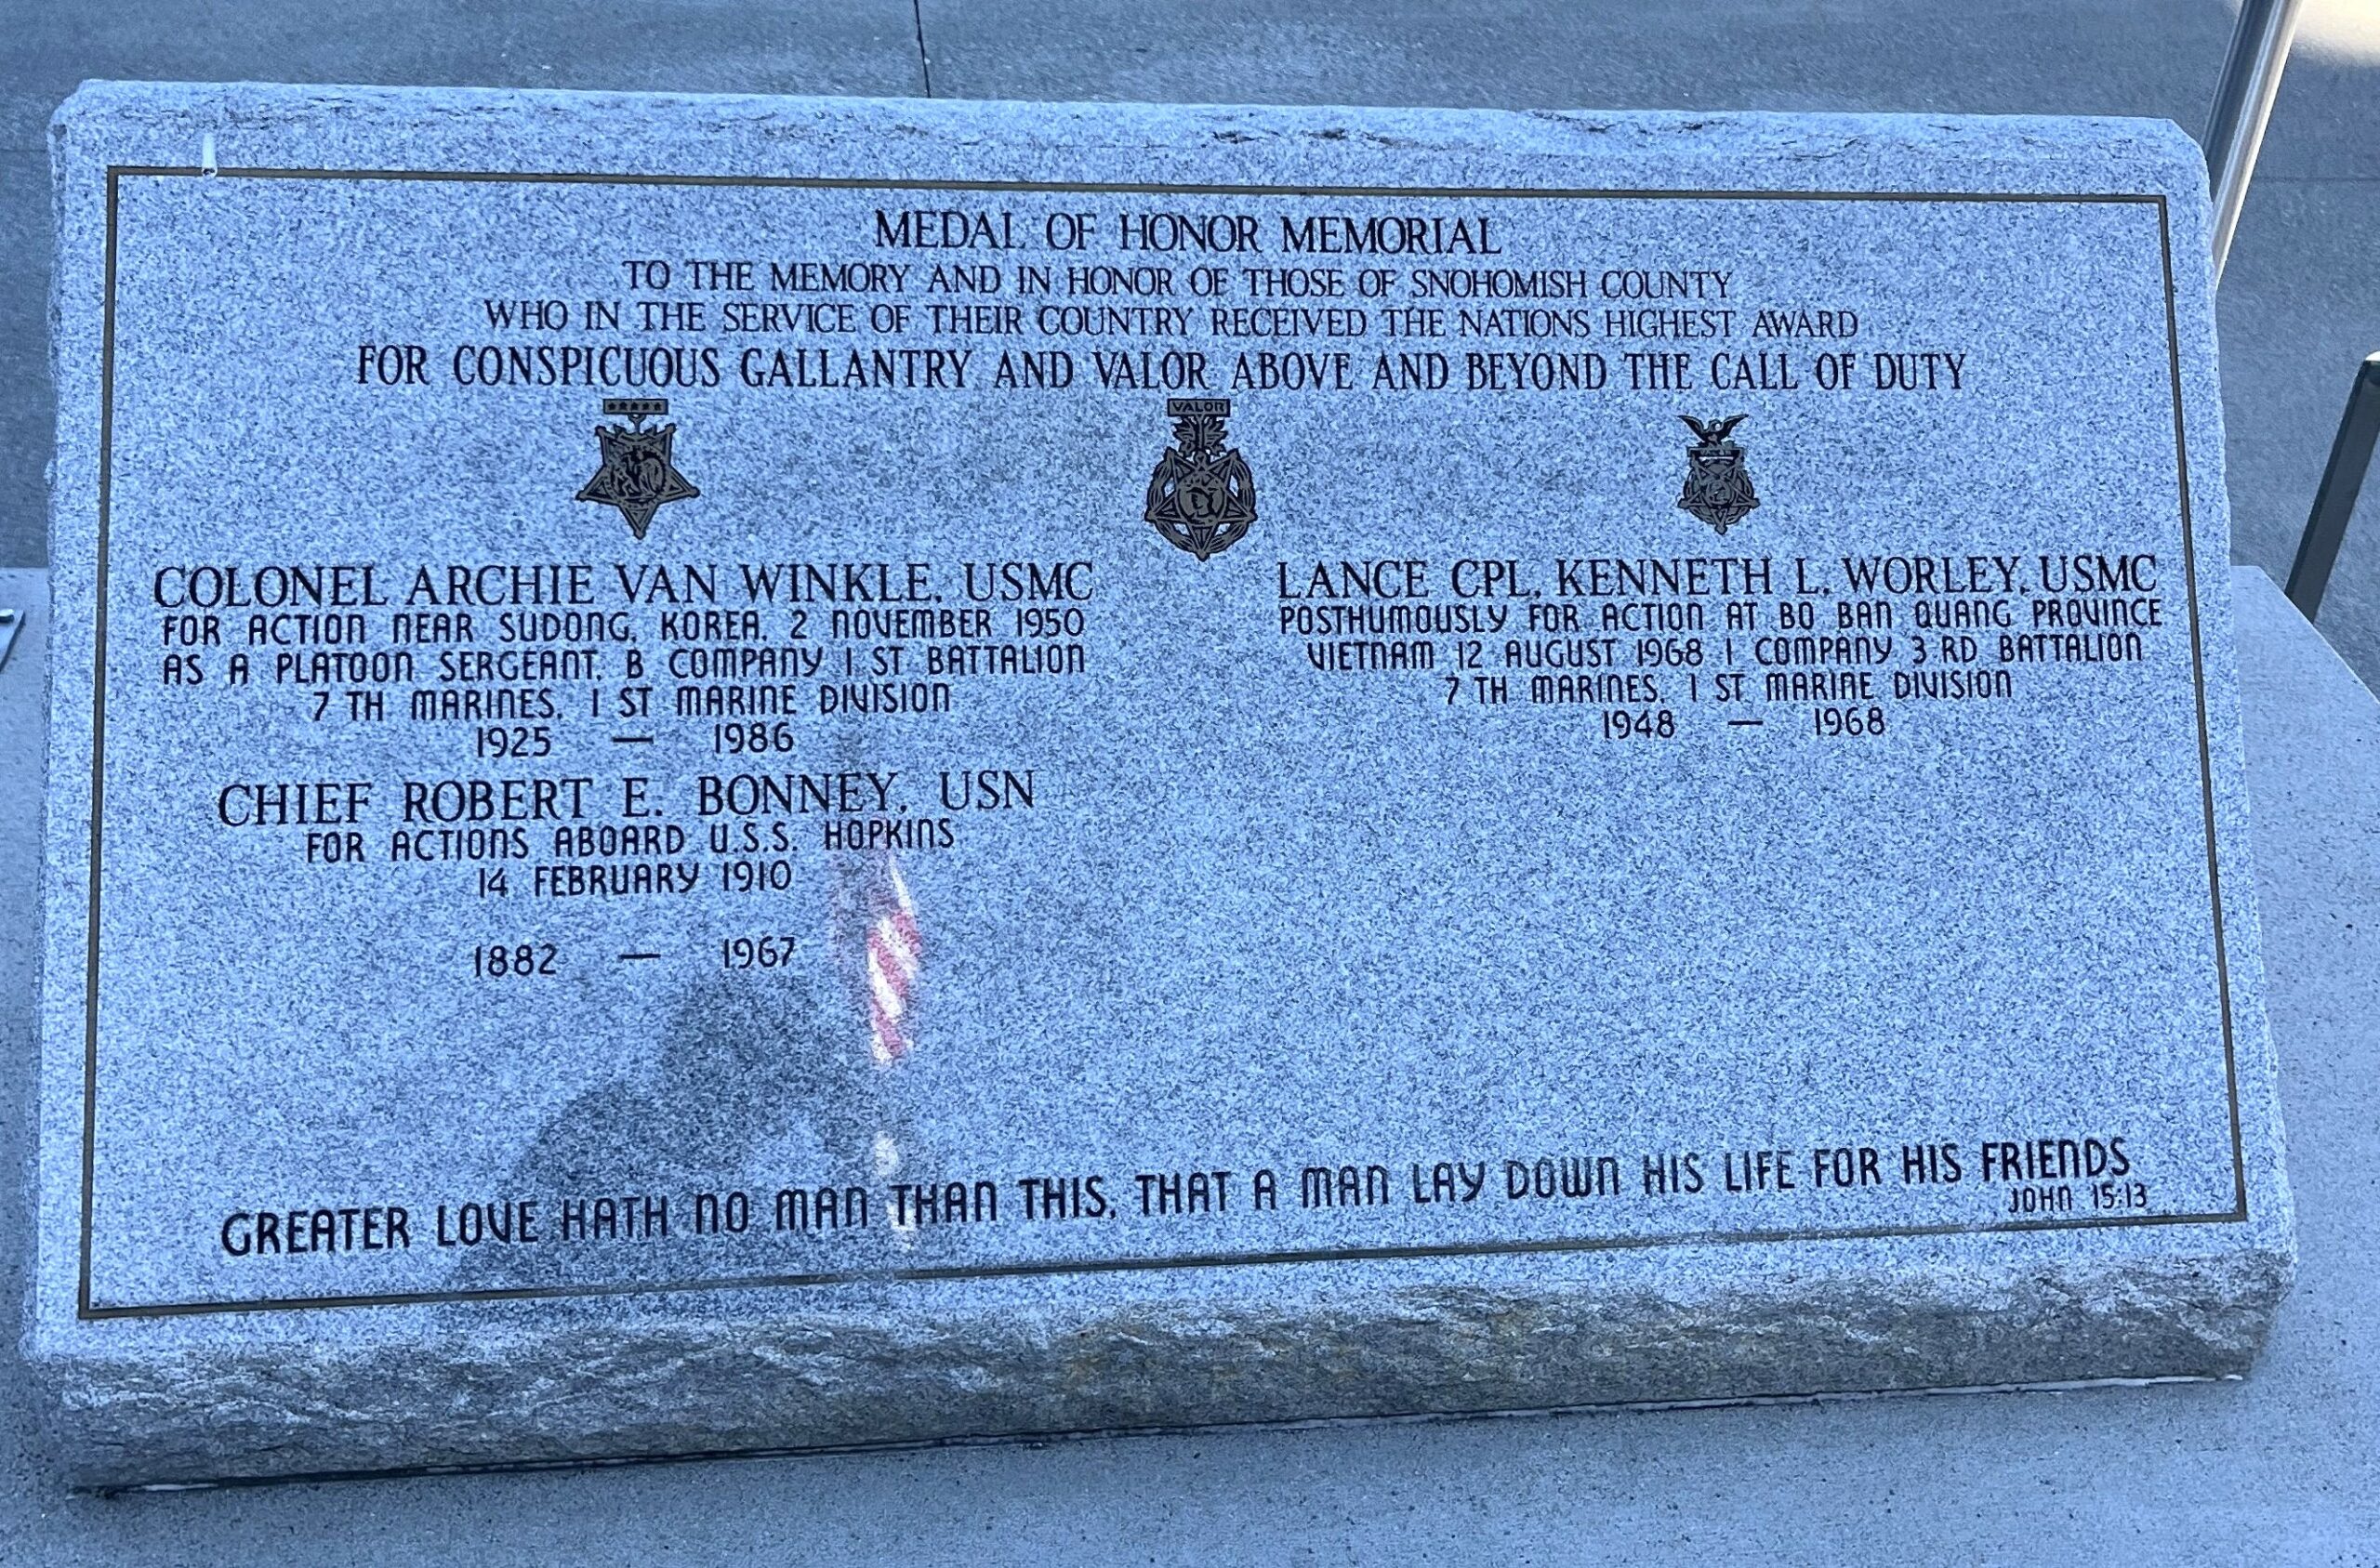 MEDAL OF HONOR MEMORIAL
TO THE MEMORY AND IN HONOR OF THOSE OF SNOHOMISH COUNTY
WHO IN THE SERVICE OF THEIR COUNTRY RECEIVED THE NATIONS HIGHEST AWARD
FOR CONSPICUOUS GALLANTRY AND VALOR ABOVE AND BEYOND THE CALL OF DUTY
VALOR
VALOR
COLONEL ARCHIE VAN WINKLE, USMC
FOR ACTION NEAR SUDONG, KOREA, 2 NOVEMBER 1950
AS A PLATOON SERGEANT, B COMPANY 1 ST BATTALION
7 TH MARINES, 1 ST MARINE DIVISION
1925 — 1986
CHIEF ROBERT E. BONNEY, USN
FOR ACTIONS ABOARD U.S.S. HOPKINS
14 FEBRUARY 1910
1882 — 1967
LANCE CPL. KENNETH L. WORLEY, USMC
POSTHUMOUSLY FOR ACTION AT BO BAN QUANG PROVINCE
VIETNAM 12 AUGUST 1968 1 COMPANY 3 RD BATTALION
7 TH MARINES, 1 ST MARINE DIVISION
1948 — 1968
GREATER LOVE HATH NO MAN THAN THIS, THAT A MAN LAY DOWN HIS LIFE FOR HIS FRIENDS
JOHN 15:13